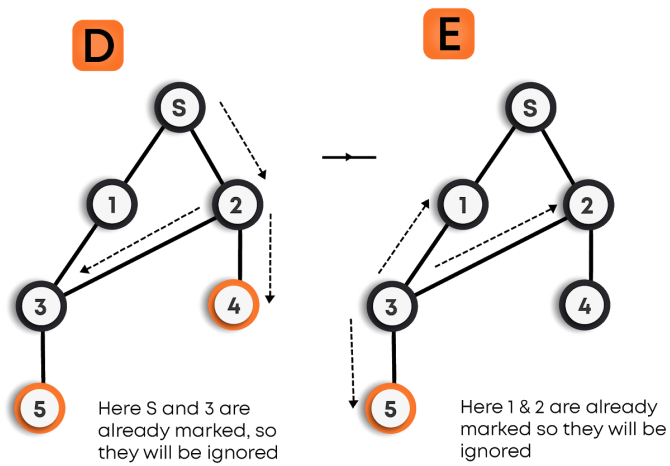 D
E
S
S
1
2
1
2
3
4
3
4
5
5
Here S and 3 are
already marked, so
they will be ignored
Here 1 & 2 are already
marked so they will be
ignored